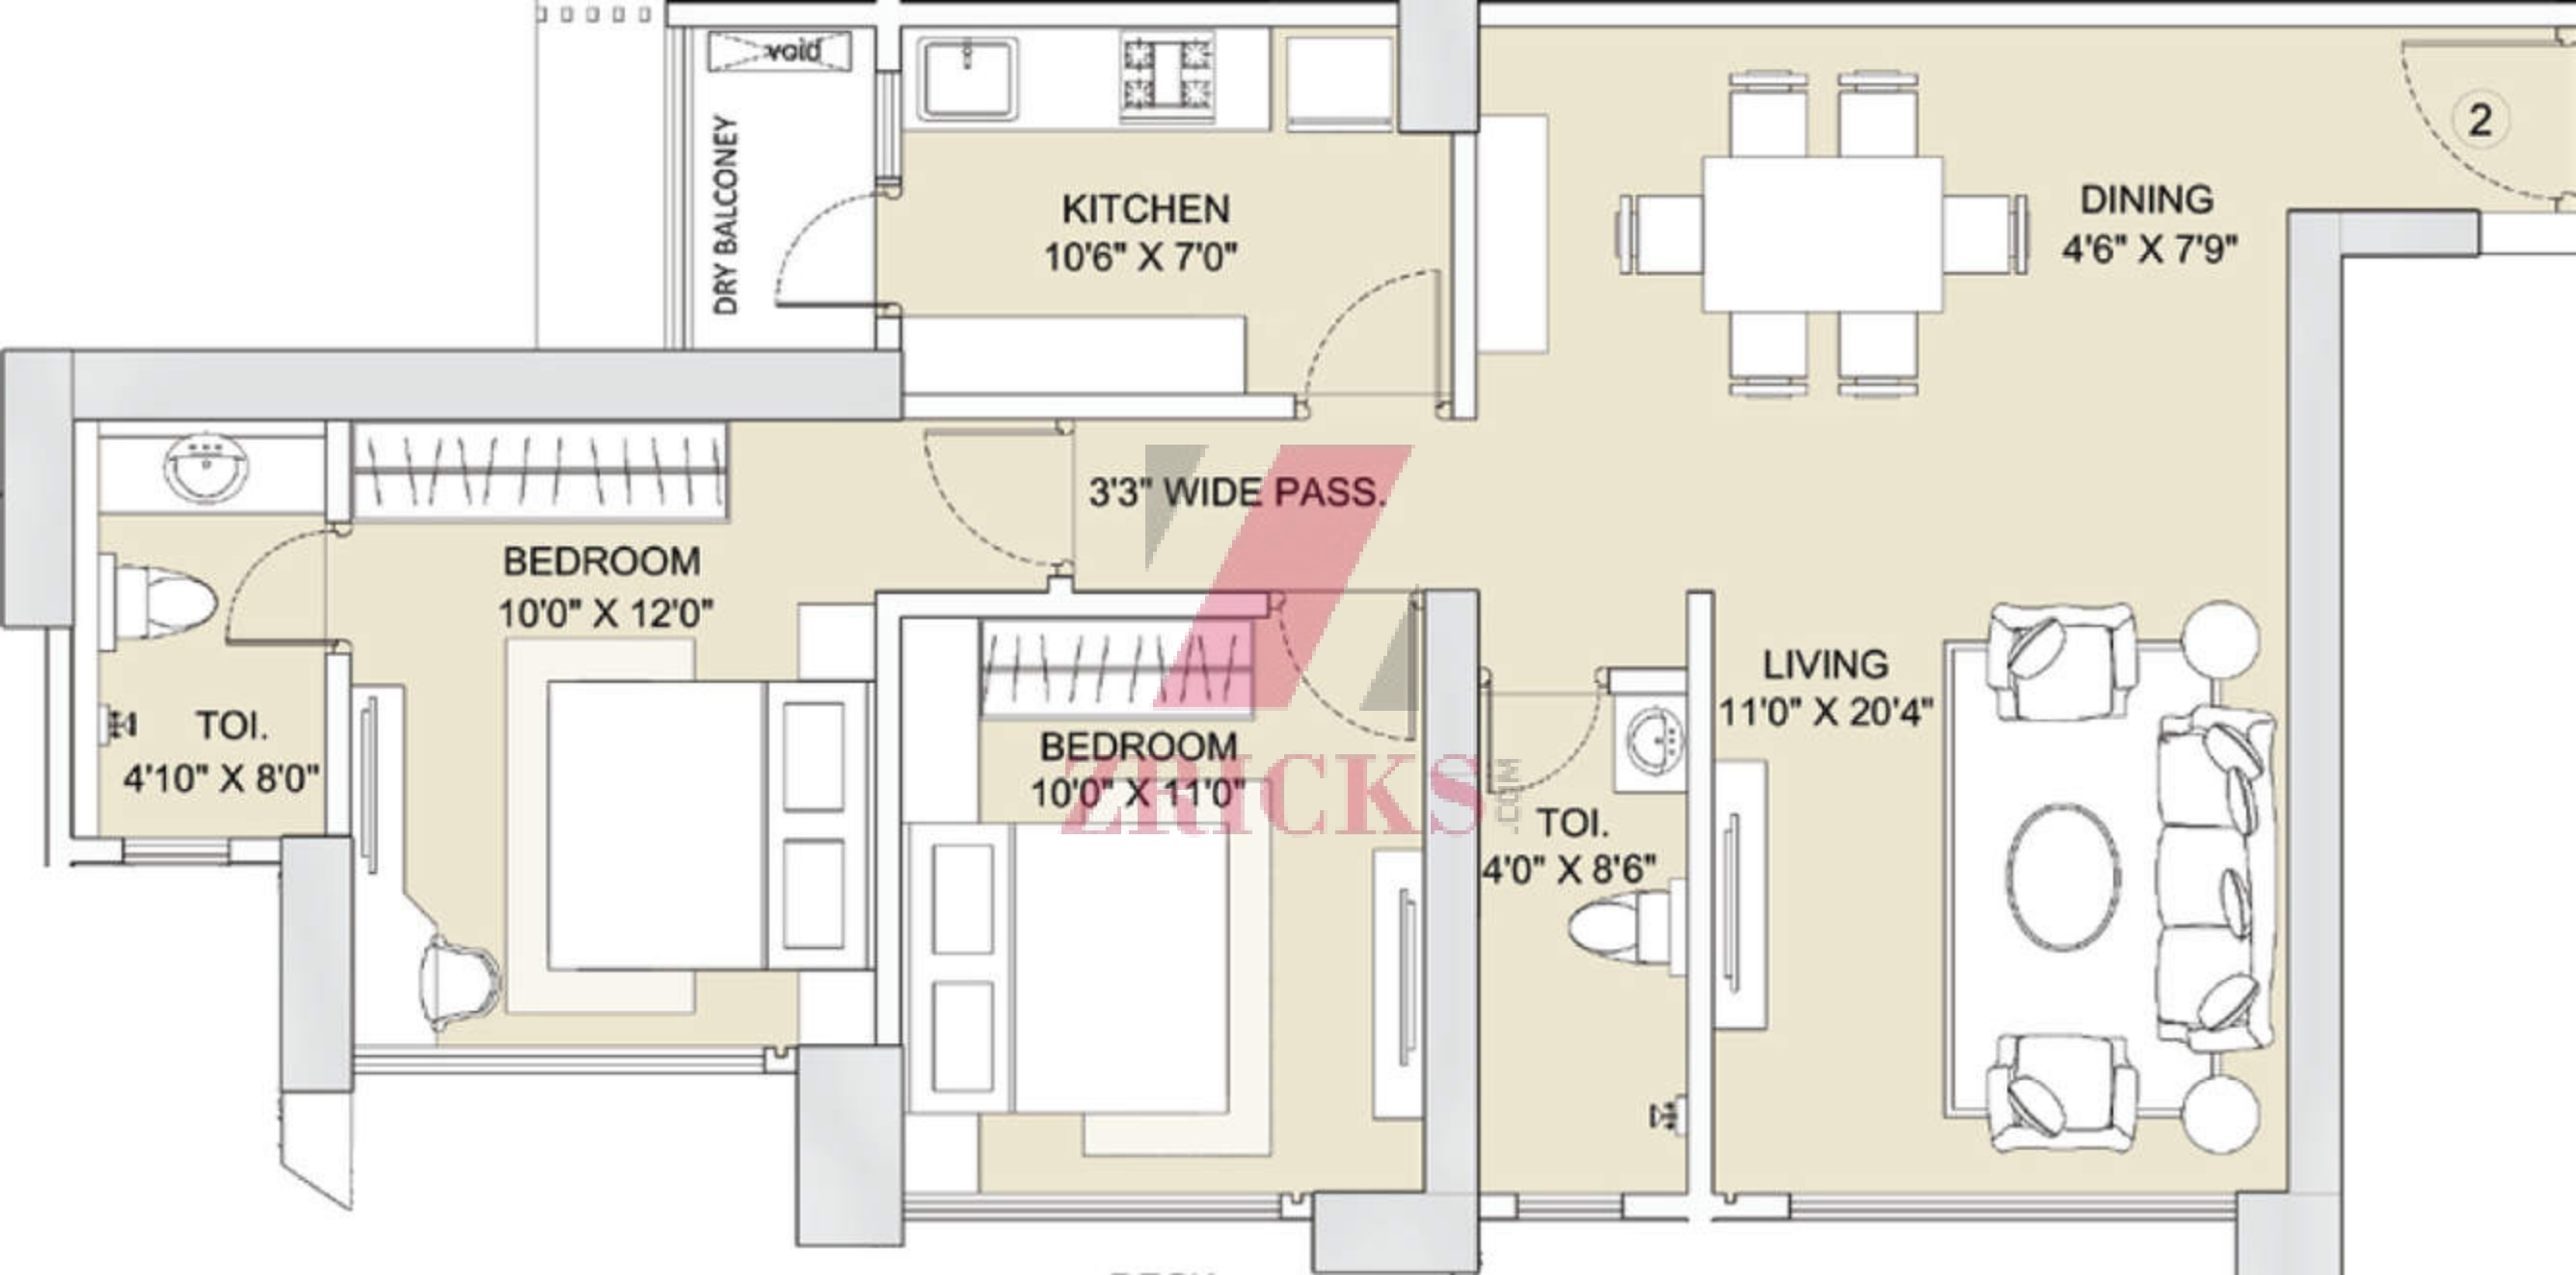 void
DRY BALCONEY
KITCHEN
10'6" X 7'0"
DINING
4'6" X 7'9"
2
3'3" WIDE PASS.
BEDROOM
10'0" X 12'0"
TOI.
4'10" X 8'0"
BEDROOM
10'0" X 11'0"
LIVING
11'0" X 20'4"
TOI.
4'0" X 8'6"
ZRICKS
.COM